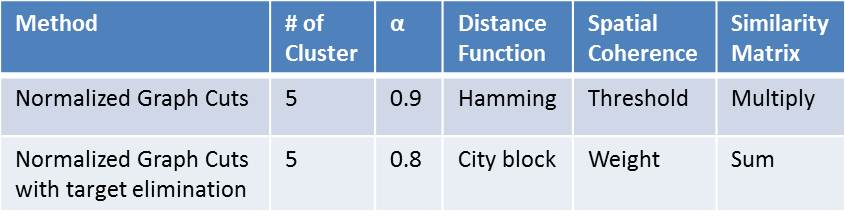 Method # of Cluster α Distance Function Spatial Coherence Similarity Matrix
Normalized Graph Cuts 5 0.9 Hamming Threshold Multiply
Normalized Graph Cuts with target elimination 5 0.8 City block Weight Sum